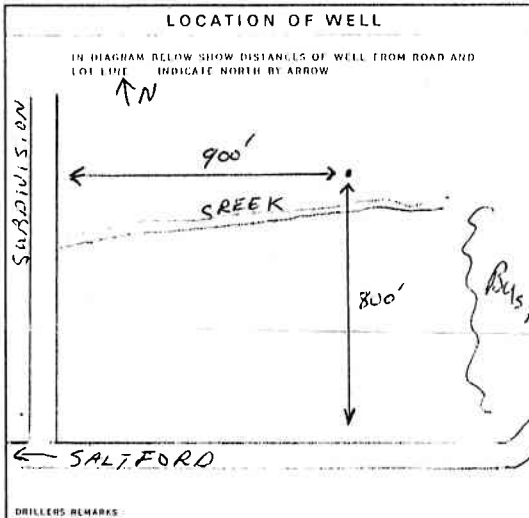 LOCATION OF WELL
IN DIAGRAM BELOW SHOW DISTANCES OF WELL FROM ROAD AND
LOT LINE INDICATE NORTH BY ARROW
N
SUBDIVISION
900'
CREEK
800'
SALTFORD
DRILLERS REMARKS: